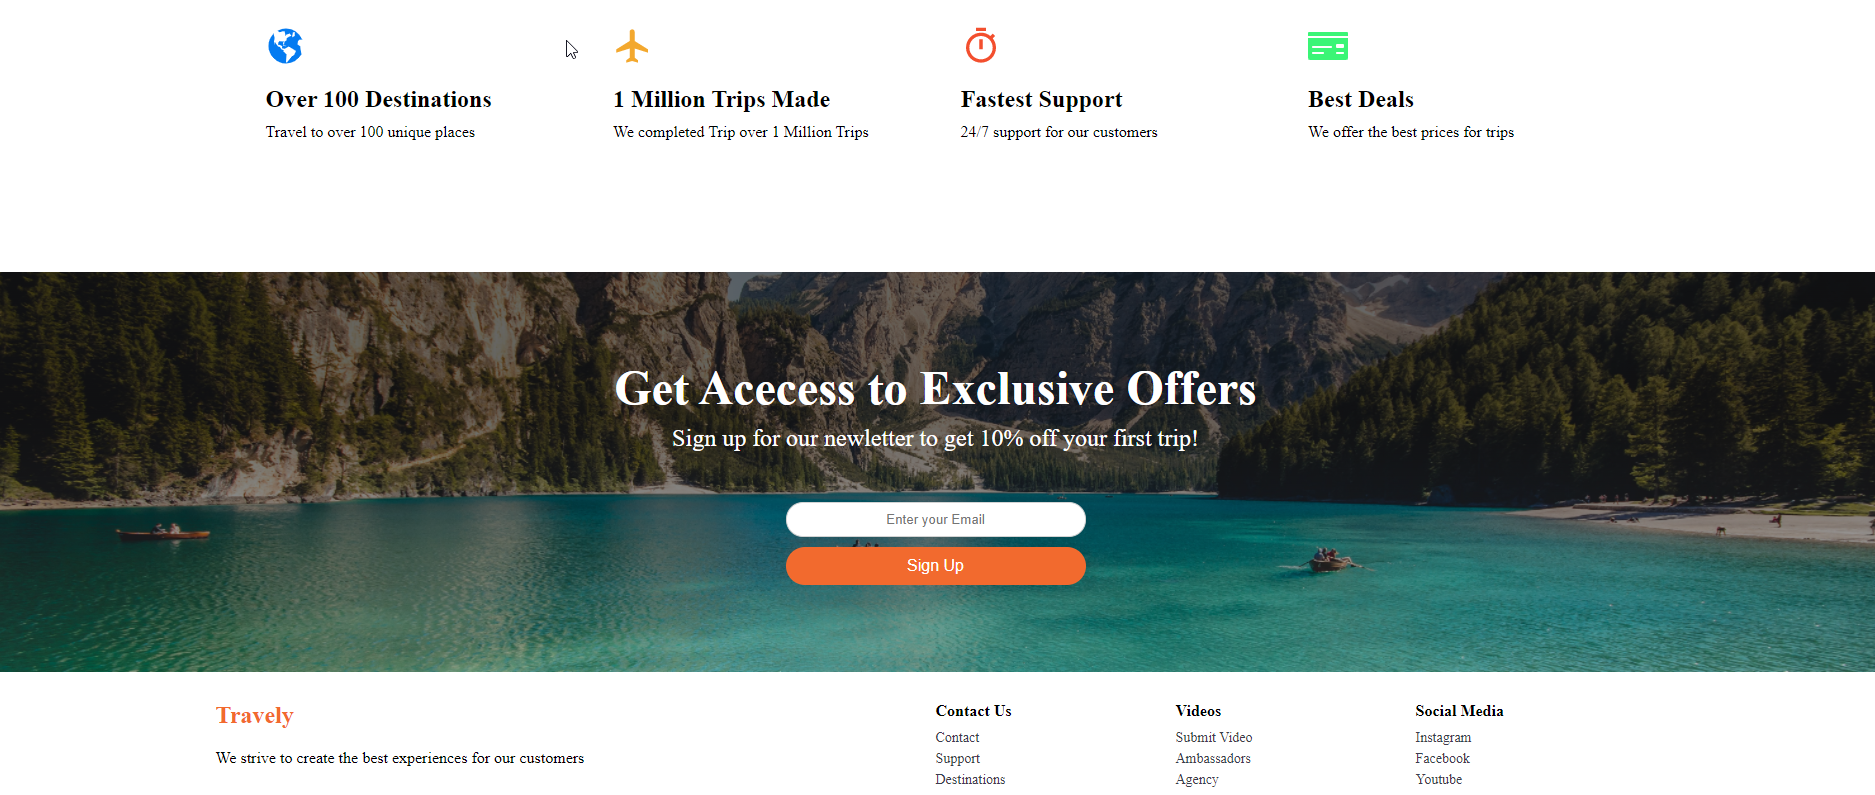 Over 100 Destinations
Travel to over 100 unique places
1 Million Trips Made
We completed Trip over 1 Million Trips
Fastest Support
24/7 support for our customers
Best Deals
We offer the best prices for trips
Get Acecess to Exclusive Offers
Sign up for our newletter to get 10% off your first trip!
Enter your Email
Sign Up
Travely
We strive to create the best experiences for our customers
Contact Us
Contact
Support
Destinations
Videos
Submit Video
Ambassadors
Agency
Social Media
Instagram
Facebook
Youtube